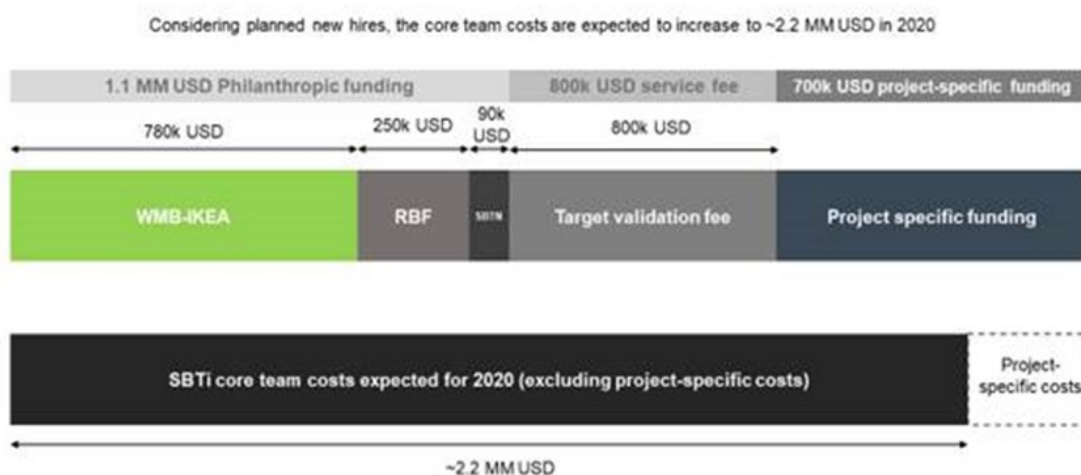 Considering planned new hires, the core team costs are expected to increase to ~2.2 MM USD in 2020
1.1 MM USD Philanthropic funding
800k USD service fee
700k USD project-specific funding
780k USD
250k USD
90k
USD
800k USD
WMB-IKEA
RBF
SBTN
Target validation fee
Project specific funding
SBTi core team costs expected for 2020 (excluding project-specific costs)
Project-
specific costs
~2.2 MM USD